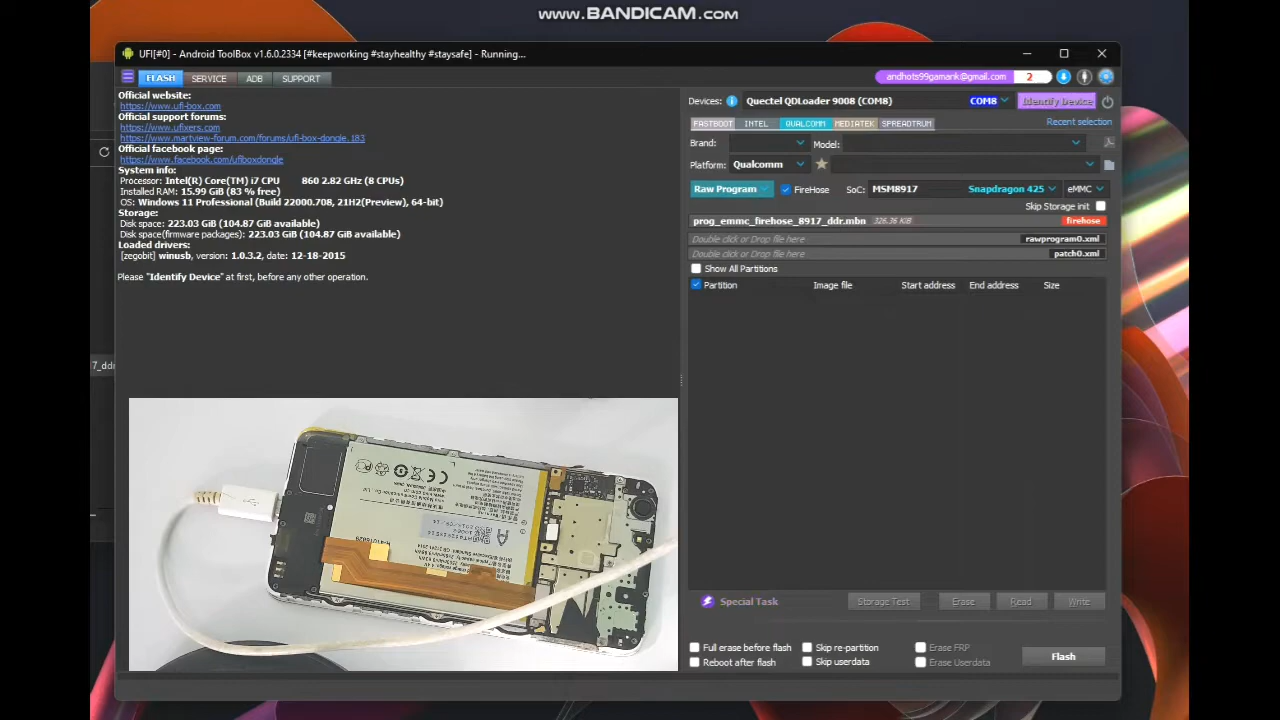 www.BANDICAM.com
UFI[#0] - Android ToolBox v1.6.0.2334 [#keepworking #stayhealthy #staysafe] - Running...
FLASH SERVICE ADB SUPPORT
andhots99gamank@gmail.com 2
Official website:
https://www.ufi-box.com
Official support forums:
https://www.ufixers.com
https://www.martview-forum.com/forums/ufi-box-dongle.183
Official facebook page:
https://www.facebook.com/ufiboxdongle
System info:
Processor: Intel(R) Core(TM) i7 CPU 860 2.82 GHz (8 CPUs)
Installed RAM: 15.99 GiB (83 % free)
OS: Windows 11 Professional (Build 22000.708, 21H2(Preview), 64-bit)
Storage:
Disk space: 223.03 GiB (104.87 GiB available)
Disk space(firmware packages): 223.03 GiB (104.87 GiB available)
Loaded drivers:
[zegobit] winusb, version: 1.0.3.2, date: 12-18-2015
Please "Identify Device" at first, before any other operation.
7_ddr
Devices: Quectel QDLoader 9008 (COM8) COM8 Identify Device
FASTBOOT INTEL QUALCOMM MEDIATEK SPREADTRUM Recent selection
Brand: Model:
Platform: Qualcomm
Raw Program FireHose SoC: MSM8917 Snapdragon 425 eMMC
Skip Storage init
prog_emmc_firehose_8917_ddr.mbn 326.36 KiB firehose
Double click or Drop file here rawprogram0.xml
Double click or Drop file here patch0.xml
Show All Partitions
Partition Image file Start address End address Size
Special Task Storage Test Erase Read Write
Full erase before flash Skip re-partition Erase FRP
Reboot after flash Skip userdata Erase Userdata
Flash